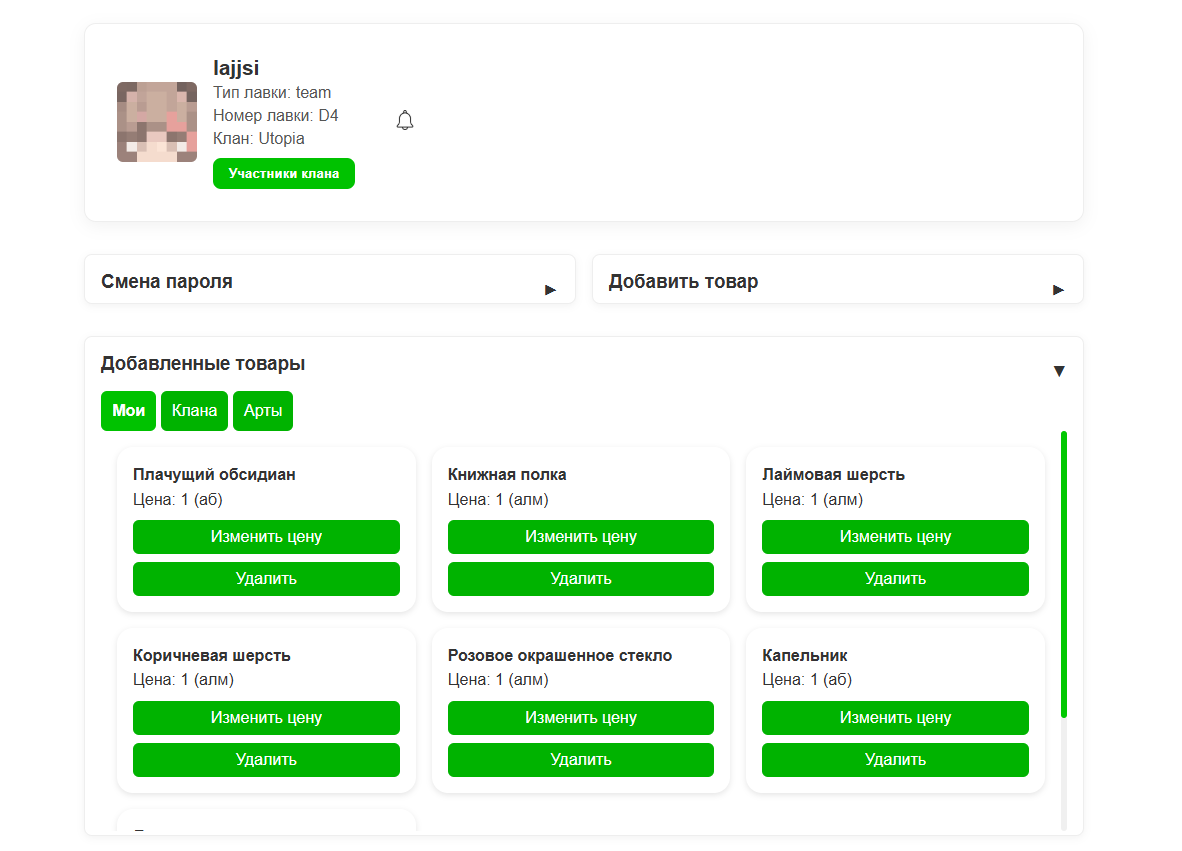 lajjsi
Тип лавки: team
Номер лавки: D4
Клан: Utopia
Участники клана
Смена пароля
Добавить товар
Добавленные товары
Мои Клана Арты
Плачущий обсидиан
Цена: 1 (аб)
Изменить цену
Удалить
Книжная полка
Цена: 1 (алм)
Изменить цену
Удалить
Лаймовая шерсть
Цена: 1 (алм)
Изменить цену
Удалить
Коричневая шерсть
Цена: 1 (алм)
Изменить цену
Удалить
Розовое окрашенное стекло
Цена: 1 (алм)
Изменить цену
Удалить
Капельник
Цена: 1 (аб)
Изменить цену
Удалить